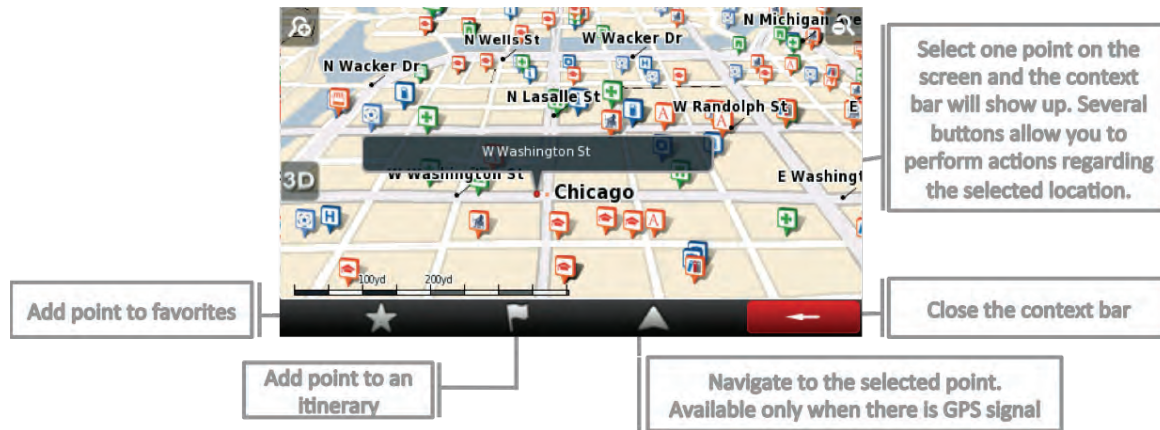 N Michigan Ave
N Wells St
W Wacker Dr
N Wacker Dr
N Lasalle St
W Randolph St
E
W Washington St
3D
W Washington St
E Washingt
Chicago
100yd
200yd
Select one point on the
screen and the context
bar will show up. Several
buttons allow you to
perform actions regarding
the selected location.
Add point to favorites
Close the context bar
Add point to an
itinerary
Navigate to the selected point.
Available only when there is GPS signal